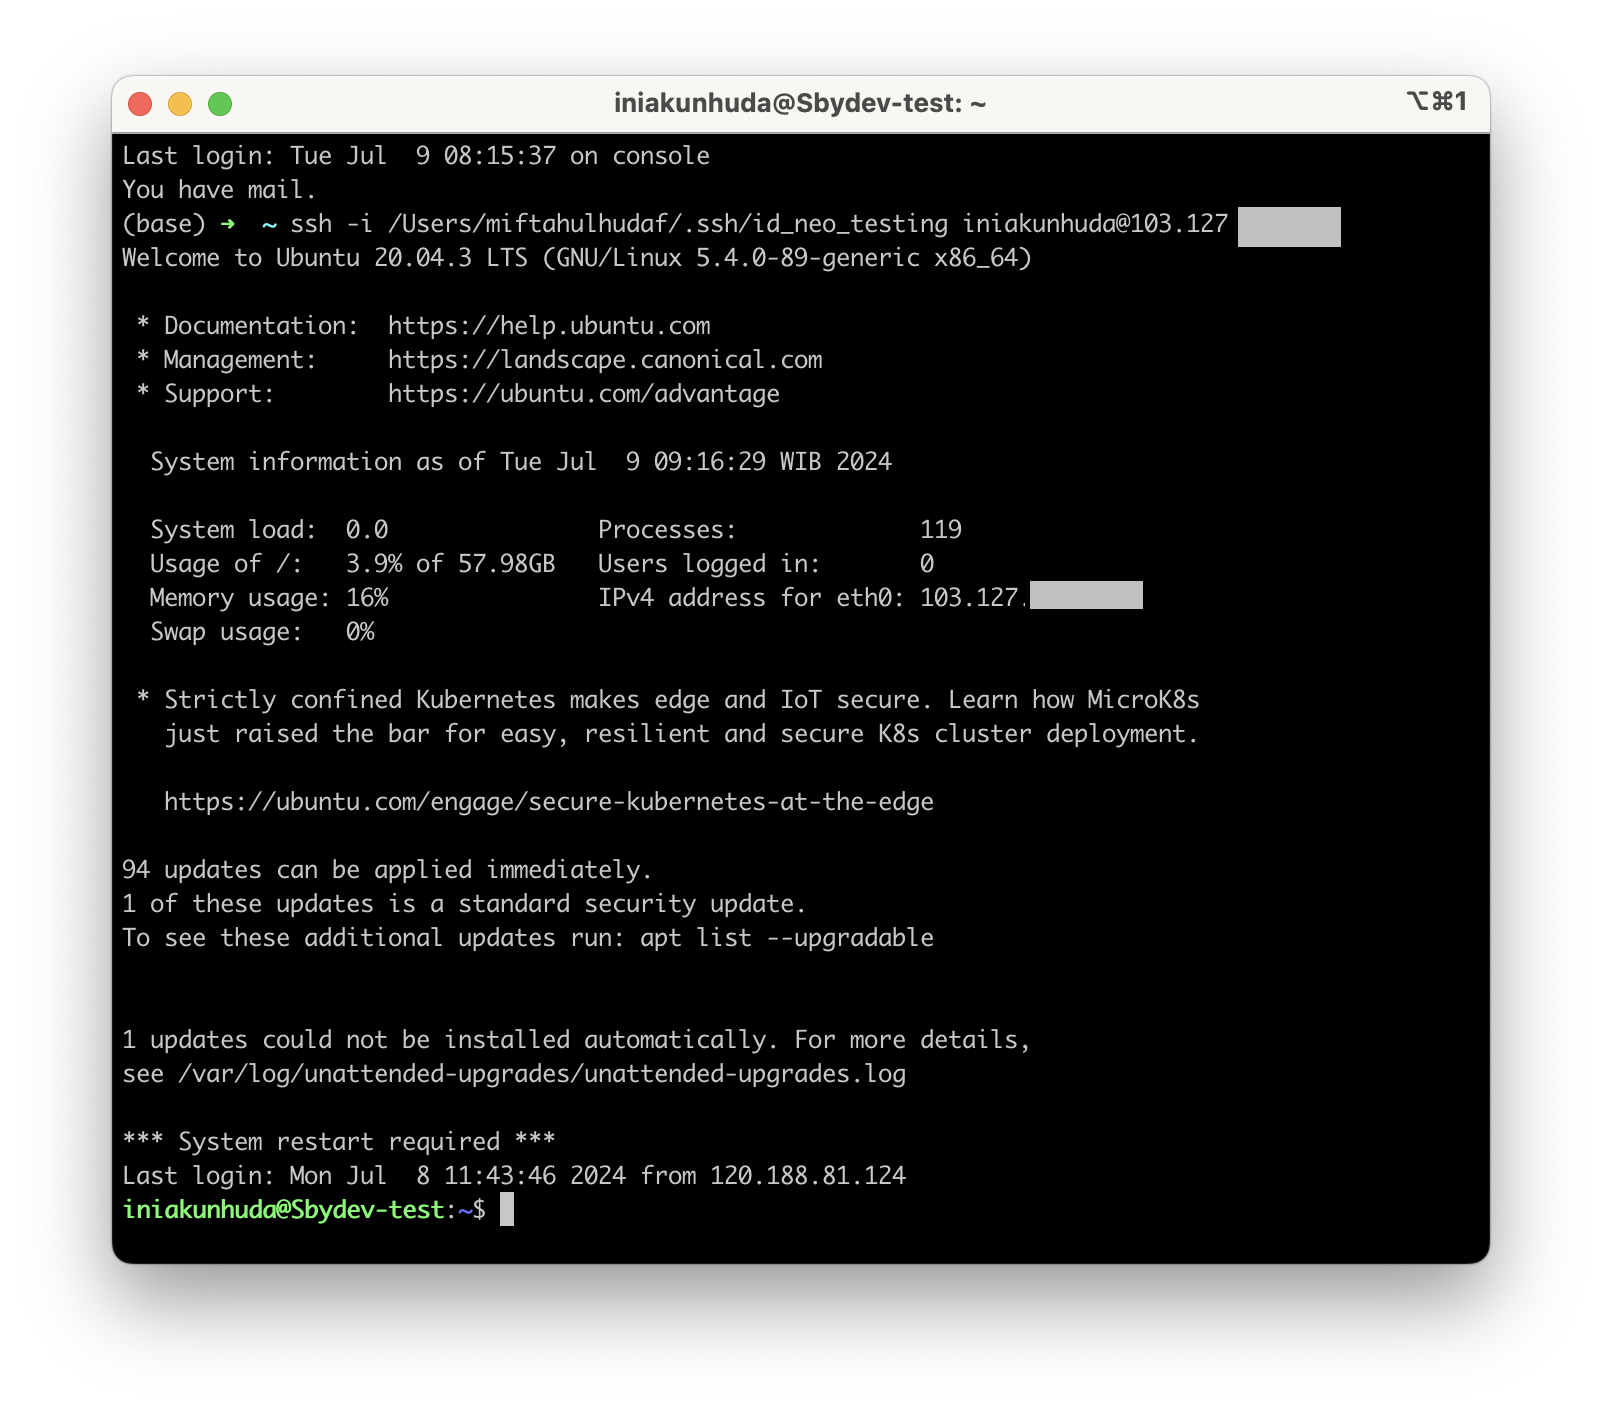 iniakunhuda@Sbydev-test: ~ ⌥⌘1
Last login: Tue Jul  9 08:15:37 on console
You have mail.
(base) ➜  ~ ssh -i /Users/miftahulhudaf/.ssh/id_neo_testing iniakunhuda@103.127
Welcome to Ubuntu 20.04.3 LTS (GNU/Linux 5.4.0-89-generic x86_64)
 * Documentation:  https://help.ubuntu.com
 * Management:     https://landscape.canonical.com
 * Support:        https://ubuntu.com/advantage
  System information as of Tue Jul  9 09:16:29 WIB 2024
  System load:  0.0               Processes:             119
  Usage of /:   3.9% of 57.98GB   Users logged in:       0
  Memory usage: 16%               IPv4 address for eth0: 103.127.
  Swap usage:   0%
 * Strictly confined Kubernetes makes edge and IoT secure. Learn how MicroK8s
   just raised the bar for easy, resilient and secure K8s cluster deployment.
   https://ubuntu.com/engage/secure-kubernetes-at-the-edge
94 updates can be applied immediately.
1 of these updates is a standard security update.
To see these additional updates run: apt list --upgradable
1 updates could not be installed automatically. For more details,
see /var/log/unattended-upgrades/unattended-upgrades.log
*** System restart required ***
Last login: Mon Jul  8 11:43:46 2024 from 120.188.81.124
iniakunhuda@Sbydev-test:~$